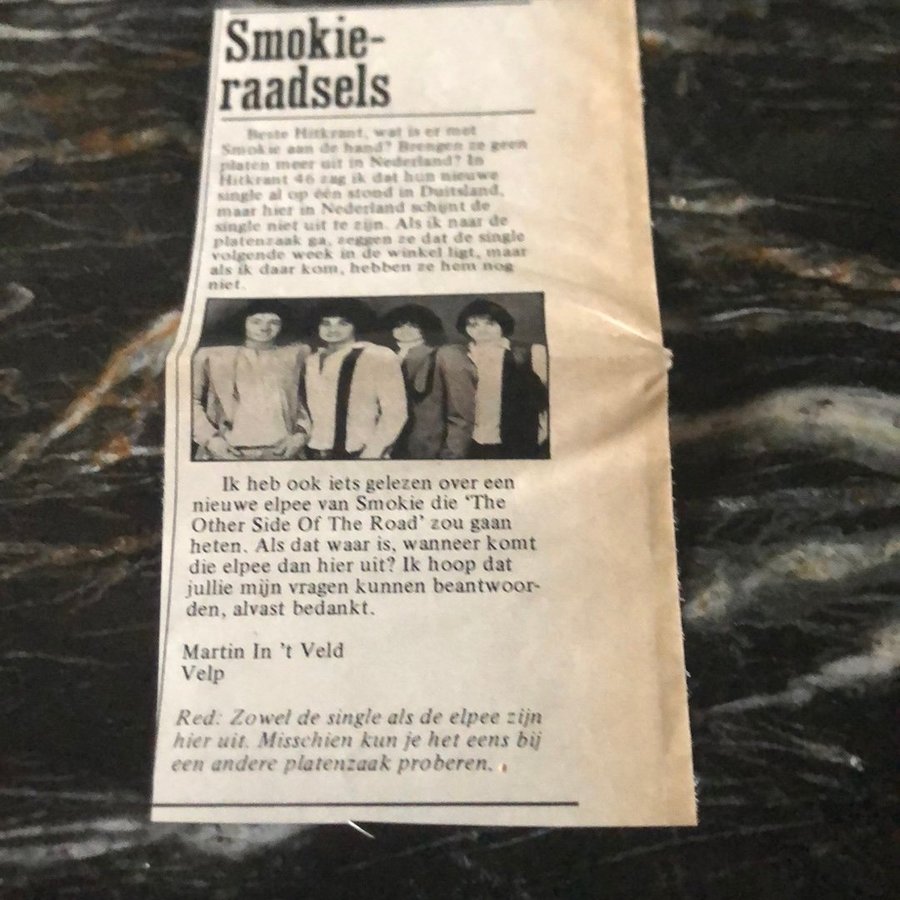 Smokie-
raadsels
Beste Hitkrant, wat is er met
Smokie aan de hand? Brengen ze geen
platen meer uit in Nederland? In
Hitkrant 46 zag ik dat hun nieuwe
single al op één stond in Duitsland,
maar hier in Nederland schijnt de
single niet uit te zijn. Als ik naar de
platenzaak ga, zeggen ze dat de single
volgende week in de winkel ligt, maar
als ik daar kom, hebben ze hem nog
niet.
Ik heb ook iets gelezen over een
nieuwe elpee van Smokie die ‘The
Other Side Of The Road’ zou gaan
heten. Als dat waar is, wanneer komt
die elpee dan hier uit? Ik hoop dat
jullie mijn vragen kunnen beantwoor-
den, alvast bedankt.
Martin In ’t Veld
Velp
Red: Zowel de single als de elpee zijn
hier uit. Misschien kun je het eens bij
een andere platenzaak proberen.